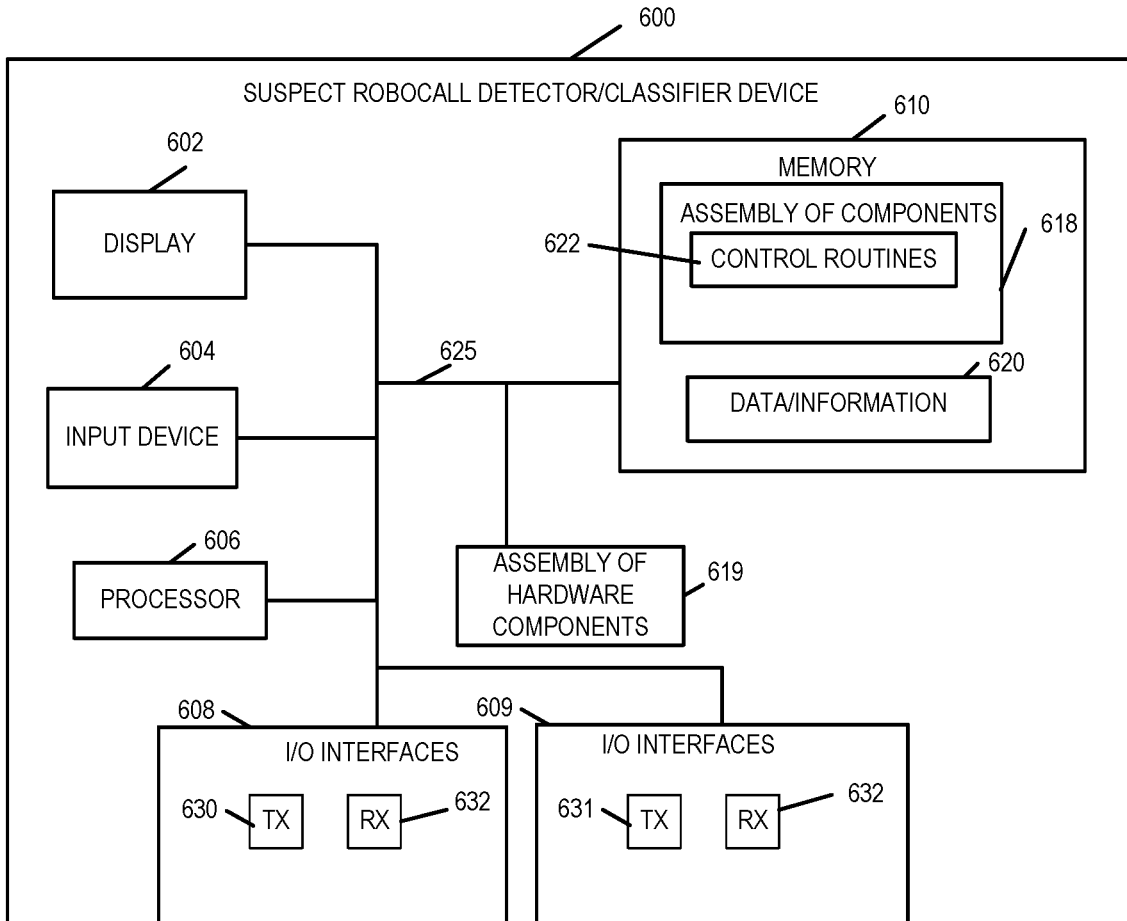 600
SUSPECT ROBOCALL DETECTOR/CLASSIFIER DEVICE
610
602
MEMORY
ASSEMBLY OF COMPONENTS
618
DISPLAY
622
CONTROL ROUTINES
604
625
620
INPUT DEVICE
DATA/INFORMATION
606
PROCESSOR
ASSEMBLY OF
HARDWARE
COMPONENTS
619
608
I/O INTERFACES
630
TX
RX
632
609
I/O INTERFACES
631
TX
RX
632